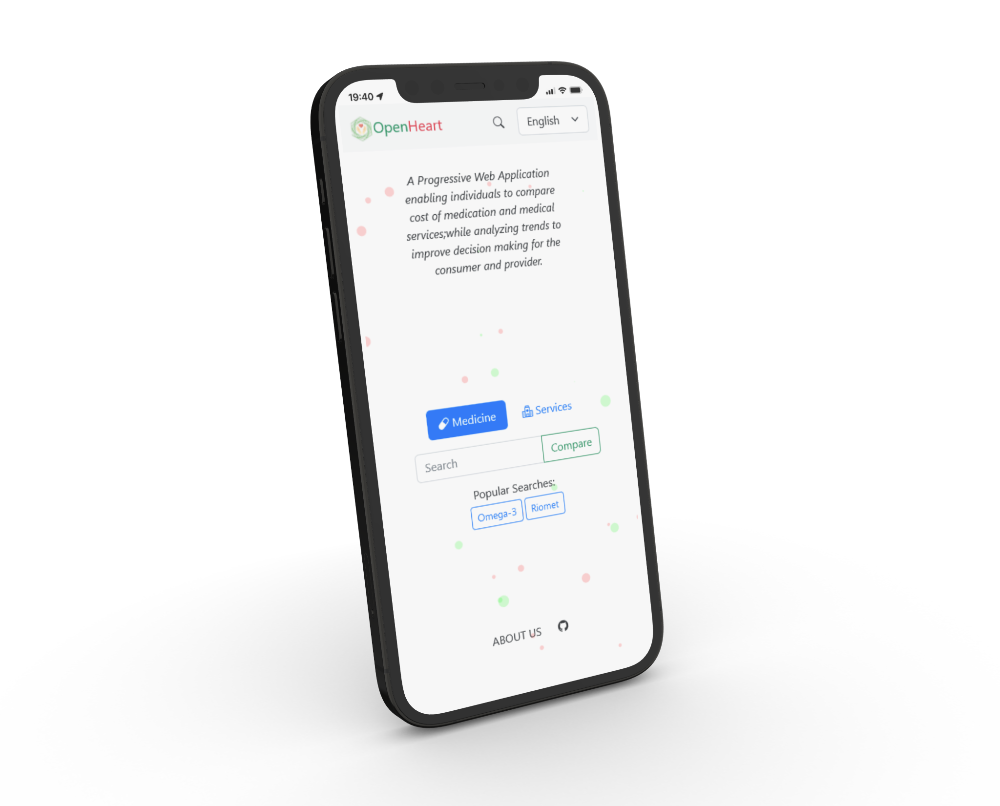 19:40
OpenHeart
English
A Progressive Web Application
enabling individuals to compare
cost of medication and medical
services;while analyzing trends to
improve decision making for the
consumer and provider.
Medicine
Services
Search
Compare
Popular Searches:
Omega-3
Riomet
ABOUT US